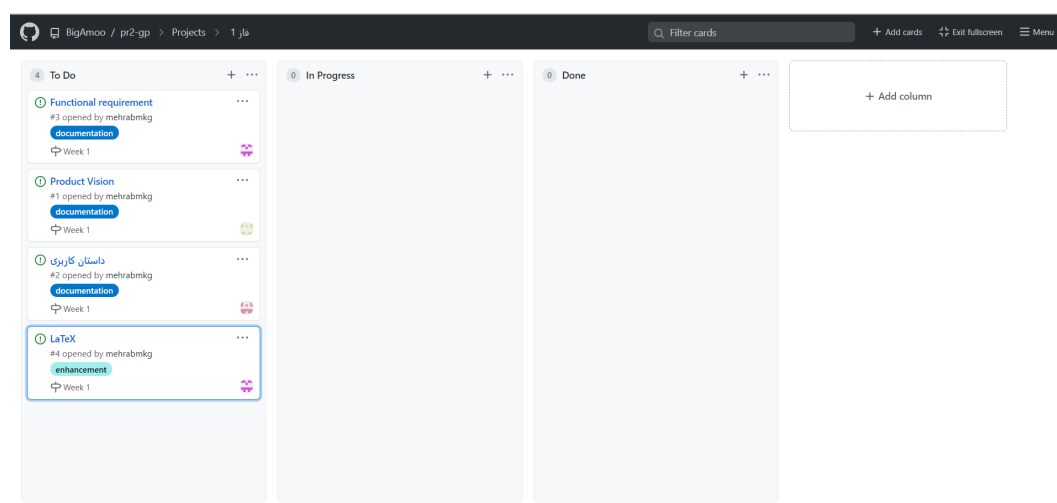 BigAmoo / pr2-gp > Projects > فاز 1
Filter cards
+ Add cards
Exit fullscreen
Menu
4 To Do
Functional requirement
#3 opened by mehrabmkg
documentation
Week 1
Product Vision
#1 opened by mehrabmkg
documentation
Week 1
داستان کاربری
#2 opened by mehrabmkg
documentation
Week 1
LaTeX
#4 opened by mehrabmkg
enhancement
Week 1
0 In Progress
0 Done
+ Add column